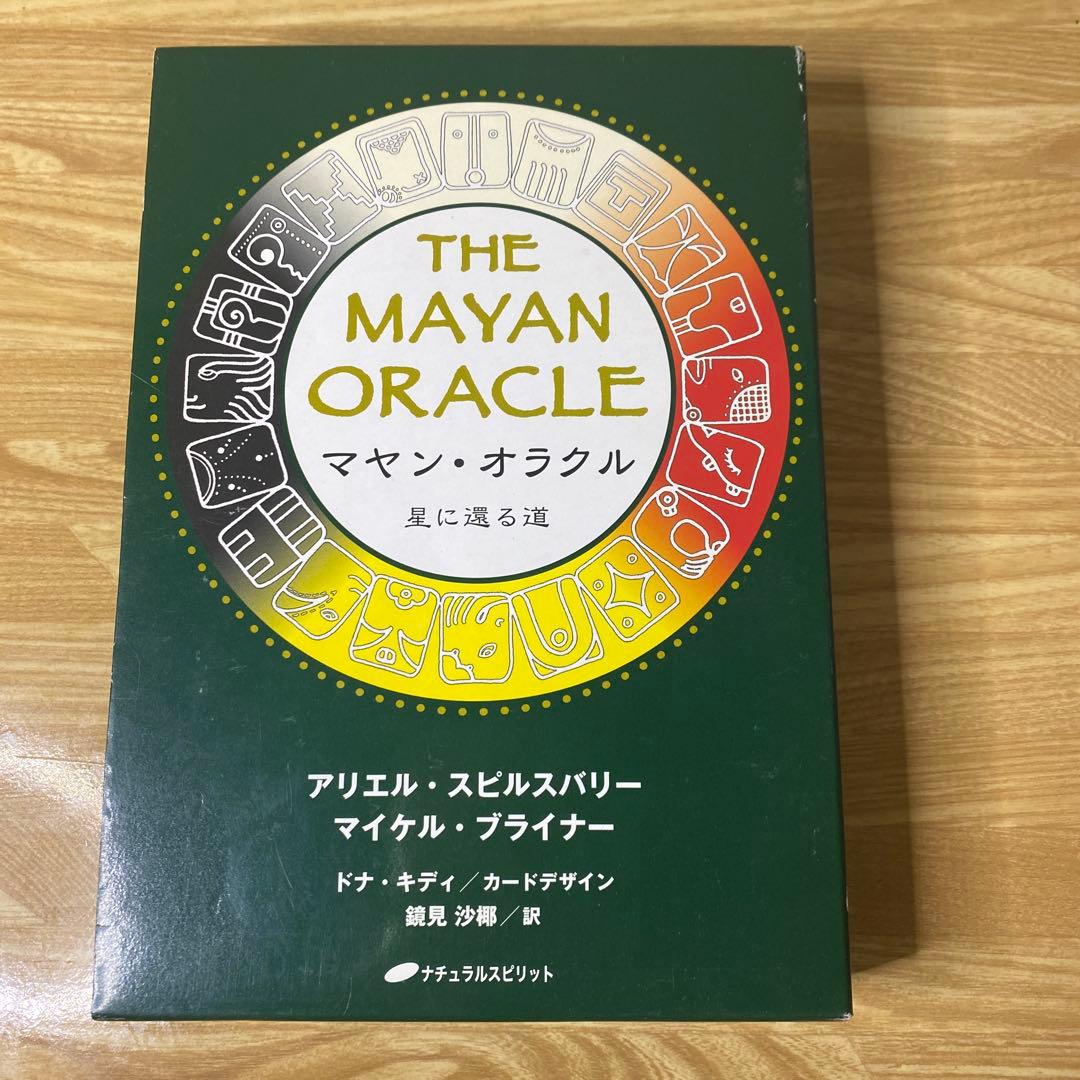 THE
MAYAN
ORACLE
マヤン・オラクル
星に還る道
アリエル・スピルスバリー
マイケル・ブライナー
ドナ・キディ／カードデザイン
鏡見 沙椰／訳
ナチュラルスピリット